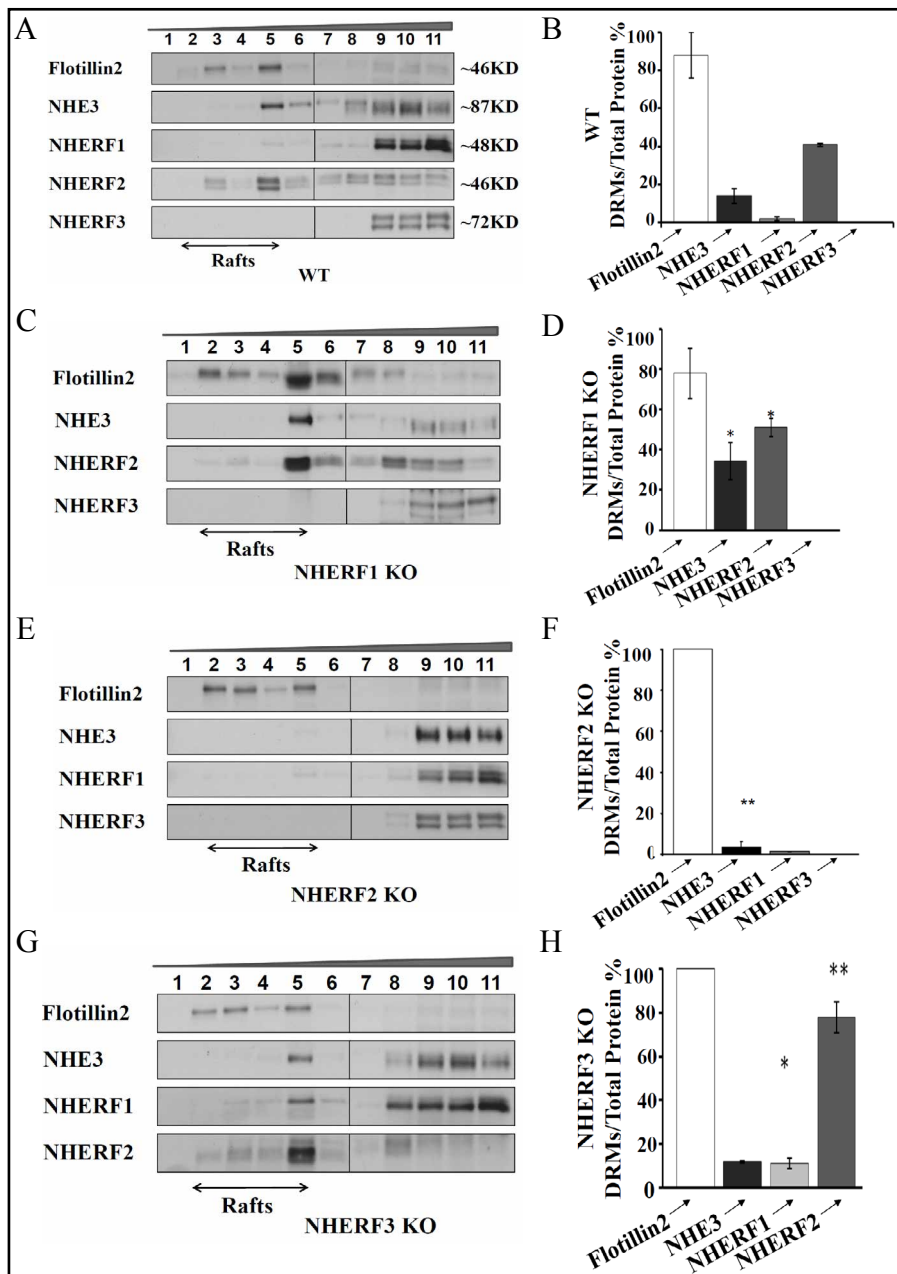 A
1 2 3 4 5 6 7 8 9 10 11
Flotillin2 ~46KD
NHE3 ~87KD
NHERF1 ~48KD
NHERF2 ~46KD
NHERF3 ~72KD
Rafts
WT
B
WT
DRMs/Total Protein %
100
80
60
40
20
0
Flotillin2
NHE3
NHERF1
NHERF2
NHERF3
C
1 2 3 4 5 6 7 8 9 10 11
Flotillin2
NHE3
NHERF2
NHERF3
Rafts
NHERF1 KO
D
NHERF1 KO
DRMs/Total Protein %
100
80
60
40
20
0
*
*
Flotillin2
NHE3
NHERF2
NHERF3
E
1 2 3 4 5 6 7 8 9 10 11
Flotillin2
NHE3
NHERF1
NHERF3
Rafts
NHERF2 KO
F
NHERF2 KO
DRMs/Total Protein %
100
80
60
40
20
0
**
Flotillin2
NHE3
NHERF1
NHERF3
G
1 2 3 4 5 6 7 8 9 10 11
Flotillin2
NHE3
NHERF1
NHERF2
Rafts
NHERF3 KO
H
NHERF3 KO
DRMs/Total Protein %
100
80
60
40
20
0
*
**
Flotillin2
NHE3
NHERF1
NHERF2